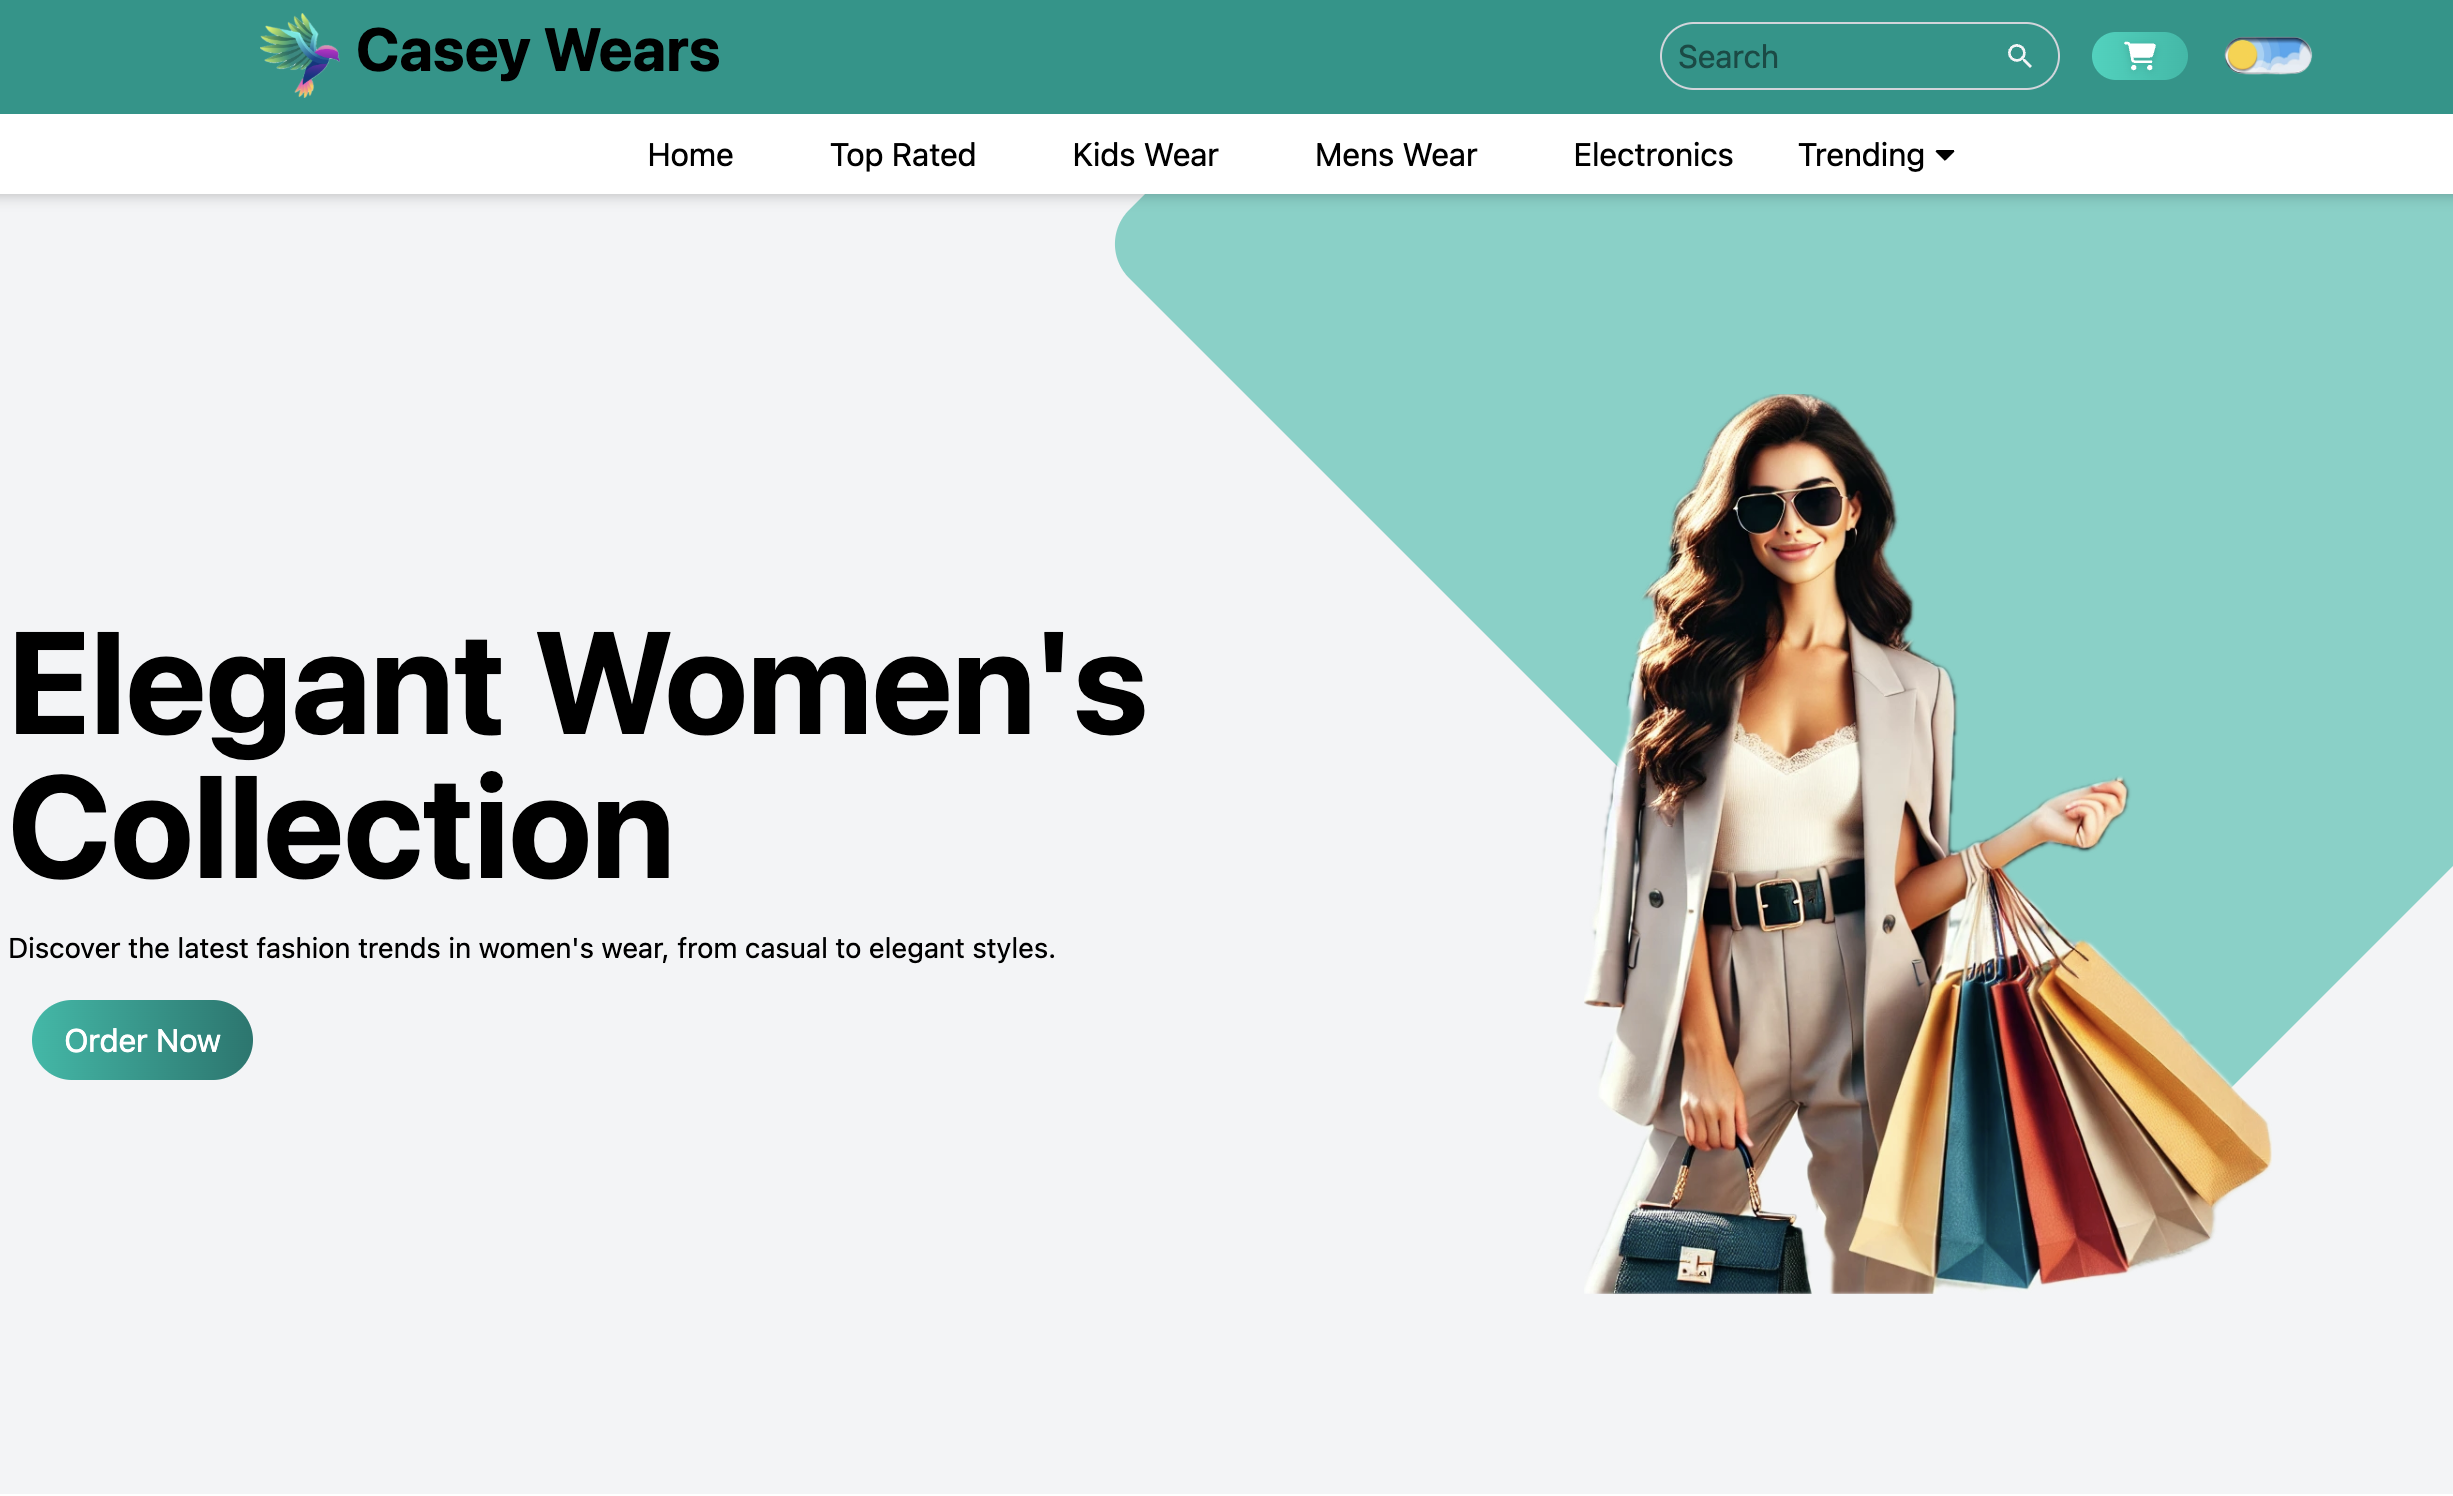 Casey Wears
Search
Home
Top Rated
Kids Wear
Mens Wear
Electronics
Trending
Elegant Women's
Collection
Discover the latest fashion trends in women's wear, from casual to elegant styles.
Order Now